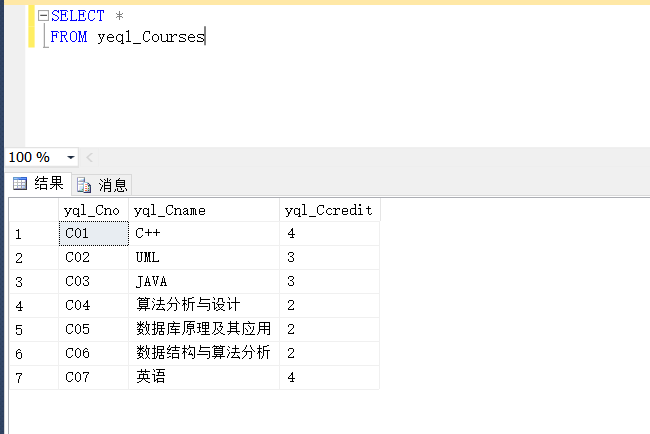 SELECT *
FROM yeql_Courses
100 %
结果 消息
yql_Cno yql_Cname yql_Ccredit
1 C01 C++ 4
2 C02 UML 3
3 C03 JAVA 3
4 C04 算法分析与设计 2
5 C05 数据库原理及其应用 2
6 C06 数据结构与算法分析 2
7 C07 英语 4